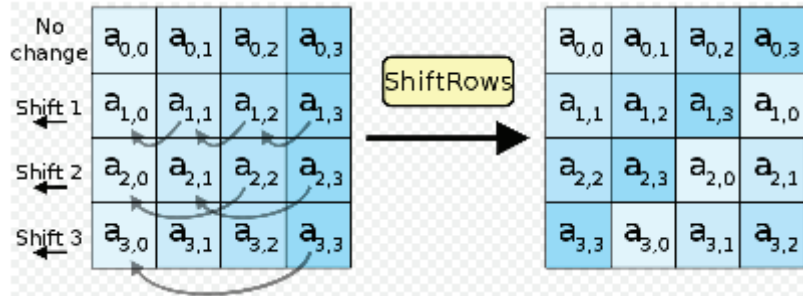 No change a0,0 a0,1 a0,2 a0,3
Shift 1 a1,0 a1,1 a1,2 a1,3
Shift 2 a2,0 a2,1 a2,2 a2,3
Shift 3 a3,0 a3,1 a3,2 a3,3
ShiftRows
a0,0 a0,1 a0,2 a0,3
a1,1 a1,2 a1,3 a1,0
a2,2 a2,3 a2,0 a2,1
a3,3 a3,0 a3,1 a3,2